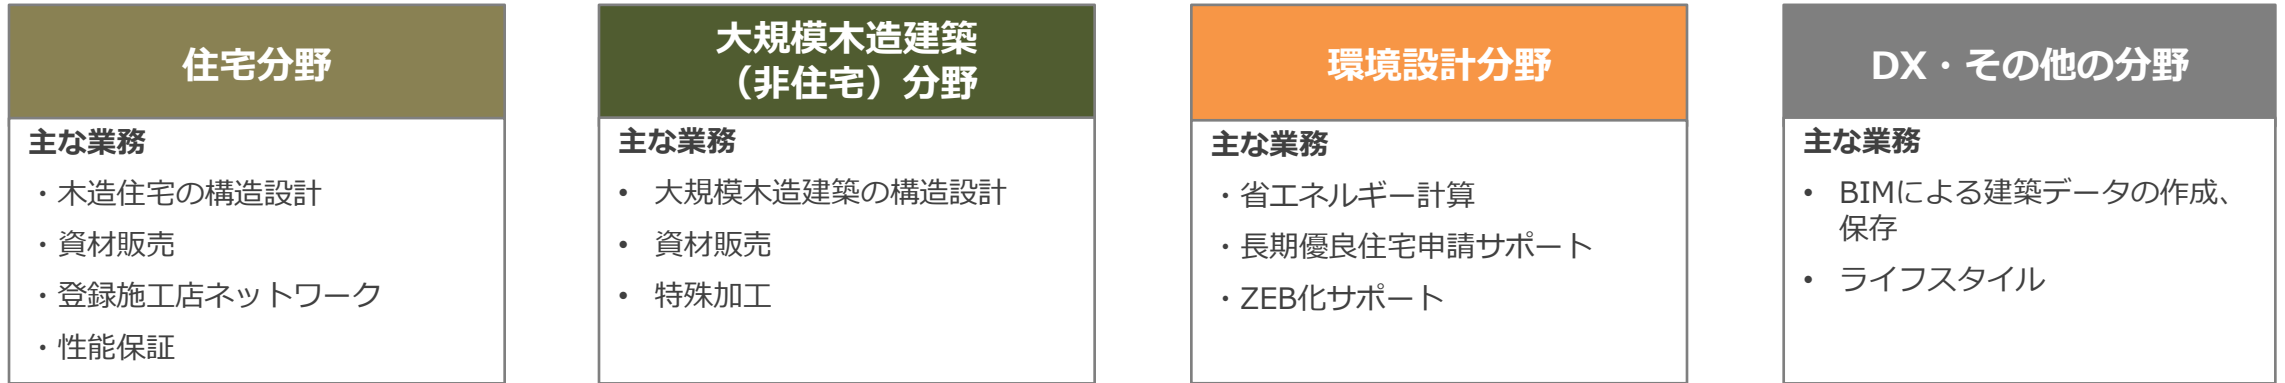 住宅分野
主な業務
・木造住宅の構造設計
・資材販売
・登録施工店ネットワーク
・性能保証
大規模木造建築
（非住宅）分野
主な業務
• 大規模木造建築の構造設計
• 資材販売
• 特殊加工
環境設計分野
主な業務
・省エネルギー計算
・長期優良住宅申請サポート
・ZEB化サポート
DX・その他の分野
主な業務
• BIMによる建築データの作成、
保存
• ライフスタイル